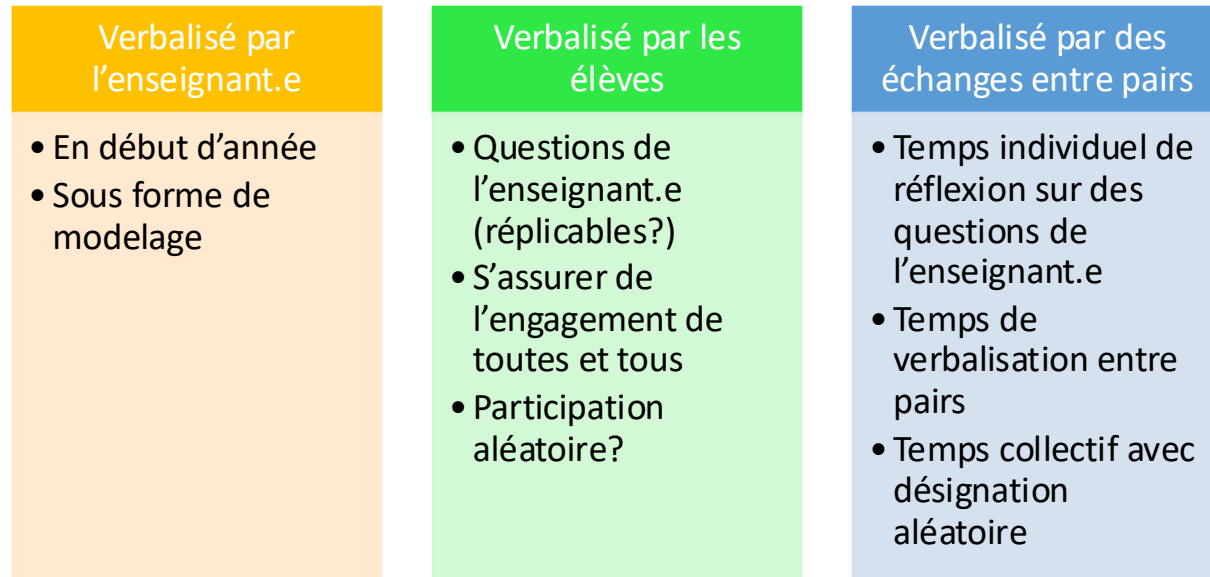 Verbalisé par
l’enseignant.e
• En début d’année
• Sous forme de
modelage
Verbalisé par les
élèves
• Questions de
l’enseignant.e
(réplicables?)
• S’assurer de
l’engagement de
toutes et tous
• Participation
aléatoire?
Verbalisé par des
échanges entre pairs
• Temps individuel de
réflexion sur des
questions de
l’enseignant.e
• Temps de
verbalisation entre
pairs
• Temps collectif avec
désignation
aléatoire